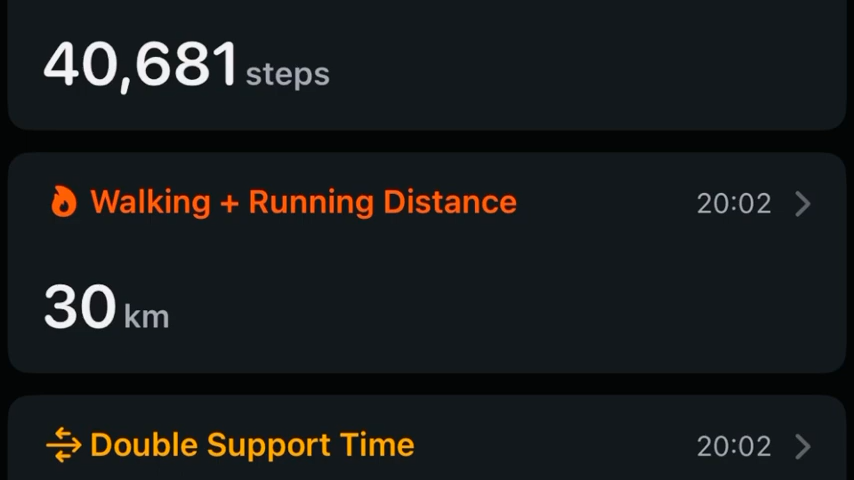 40,681 steps
Walking + Running Distance 20:02
30 km
Double Support Time 20:02